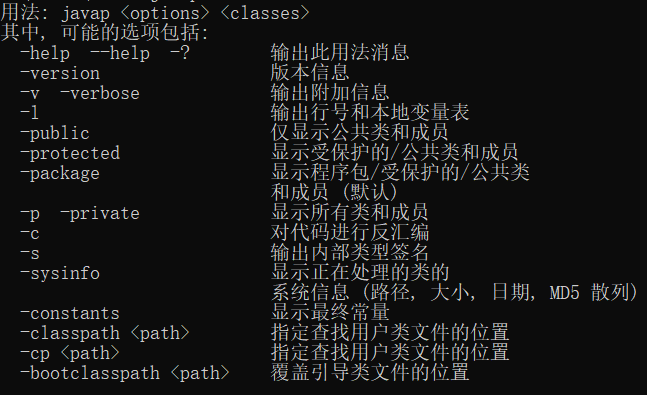 用法: javap <options> <classes>
其中, 可能的选项包括:
  -help  --help  -?        输出此用法消息
  -version                 版本信息
  -v  -verbose             输出附加信息
  -l                       输出行号和本地变量表
  -public                  仅显示公共类和成员
  -protected               显示受保护的/公共类和成员
  -package                 显示程序包/受保护的/公共类
                           和成员 (默认)
  -p  -private             显示所有类和成员
  -c                       对代码进行反汇编
  -s                       输出内部类型签名
  -sysinfo                 显示正在处理的类的
                           系统信息 (路径, 大小, 日期, MD5 散列)
  -constants               显示最终常量
  -classpath <path>        指定查找用户类文件的位置
  -cp <path>               指定查找用户类文件的位置
  -bootclasspath <path>    覆盖引导类文件的位置